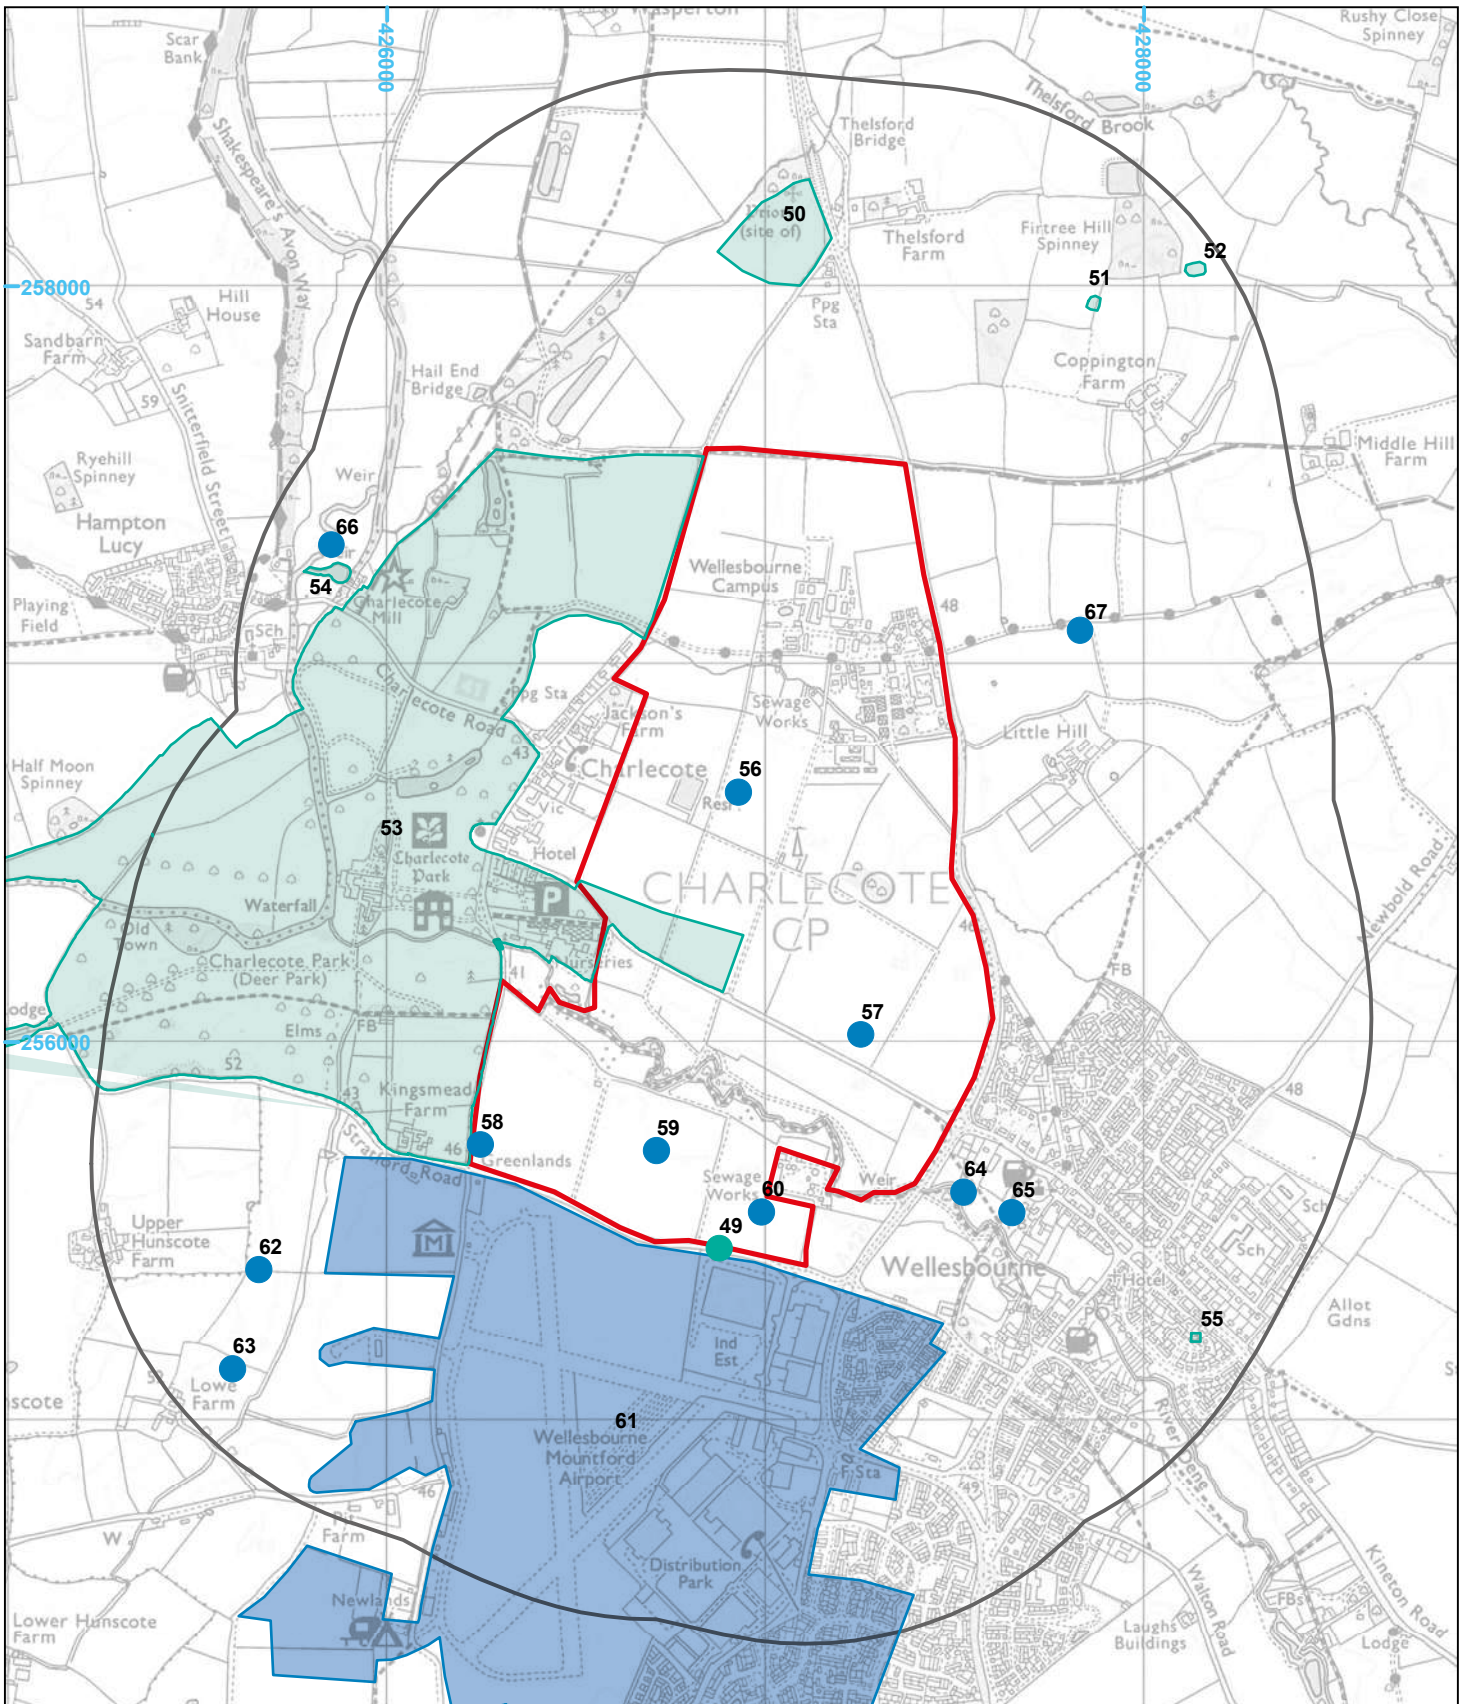 Wasperton
Rushy Close
Spinney
Scar
Bank
426000
428000
Thelsford Brook
Thelsford
Bridge
Shakespeare's Avon Way
50
(site of)
Thelsford
Farm
Firtree Hill
Spinney
52
51
258000
54
Hill
House
Ppg
Sta
Sandbarn
Farm
59
Hail End
Bridge
Coppington
Farm
Snitterfield Street
Middle Hill
Farm
Ryehill
Spinney
Weir
Hampton
Lucy
66
54
Charlecote
Mill
Wellesbourne
Campus
48
67
Playing
Field
Sch
Charlecote Road
Ppg Sta
Jackson's
Farm
Sewage
Works
Little Hill
43
Charlecote
56
Resr
Half Moon
Spinney
Vic
53
Charlecote
Park
Hotel
P
CHARLECOTE
CP
Newbold Road
Waterfall
Old
Town
46
Charlecote Park
(Deer Park)
41
Nurseries
FB
Elms
FB
57
256000
52
43
Kingsmead
Farm
48
58
59
46
Greenlands
Stratford Road
Sewage
Works
Weir
60
64
65
Sch
49
Upper
Hunscote
Farm
62
M
Wellesbourne
Sch
Hotel
PO
55
Allot
Gdns
63
Lowe
Farm
Ind
Est
61
Wellesbourne
Mountford
Airport
F Sta
49
River Dene
46
W
Pit
Farm
Distribution
Park
Newlands
Lower Hunscote
Farm
Walton Road
Kineton Road
FBs
Laughs
Buildings
Lodge